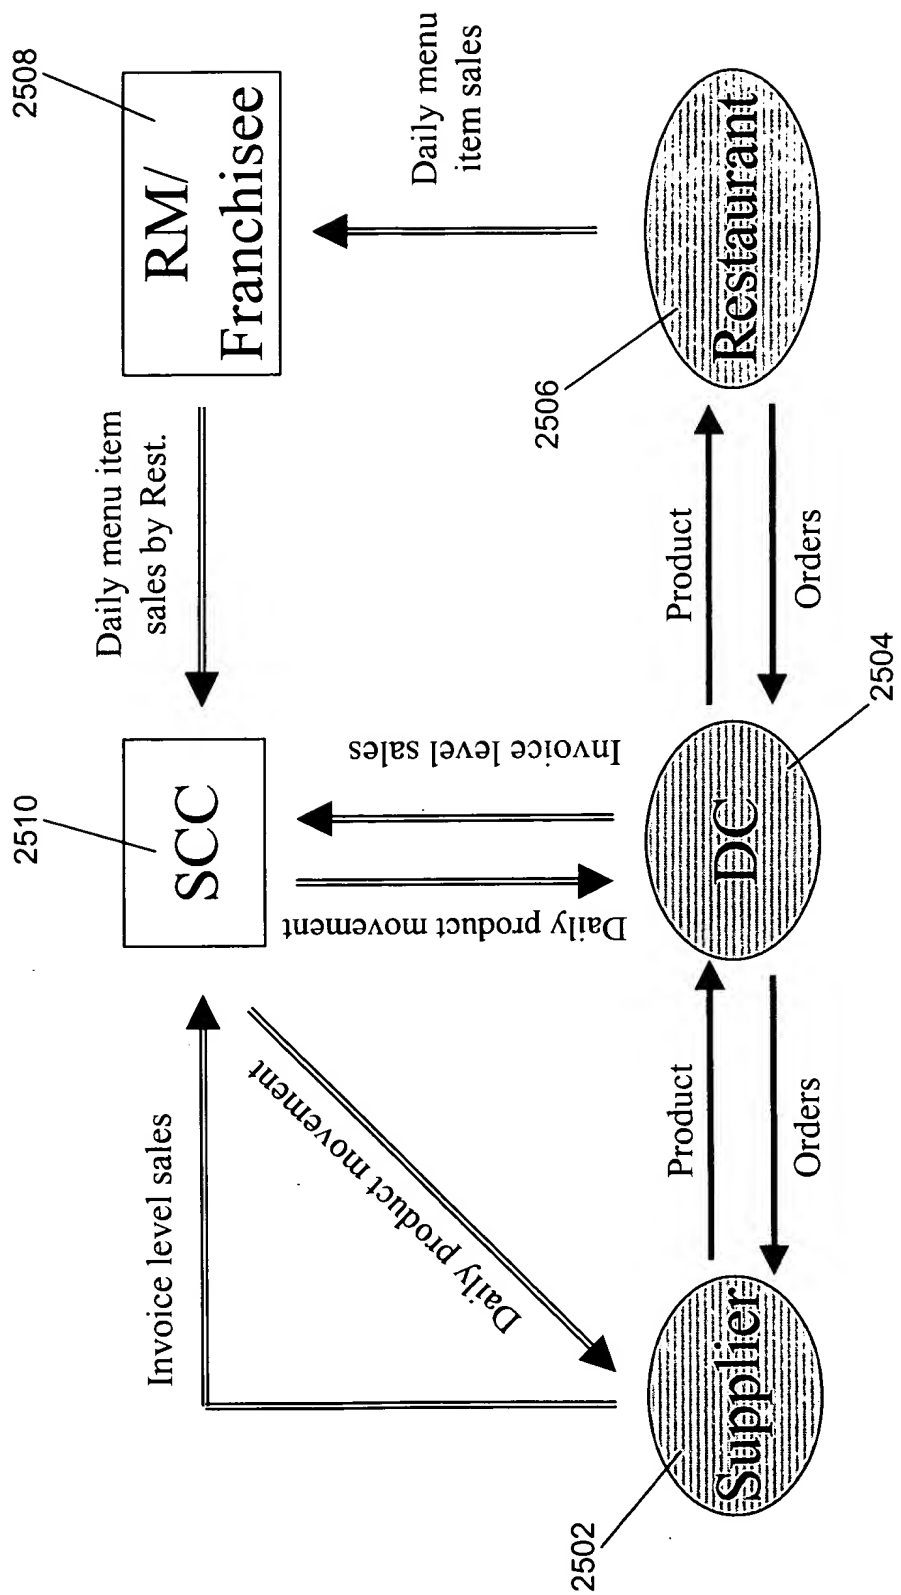 2510
2508
SCC
RM/
Franchisee
Invoice level sales
Daily menu item
sales by Rest.
Daily product movement
Daily product movement
Invoice level sales
Daily menu
item sales
2502
Supplier
Product
Orders
DC
2504
Product
Orders
2506
Restaurant